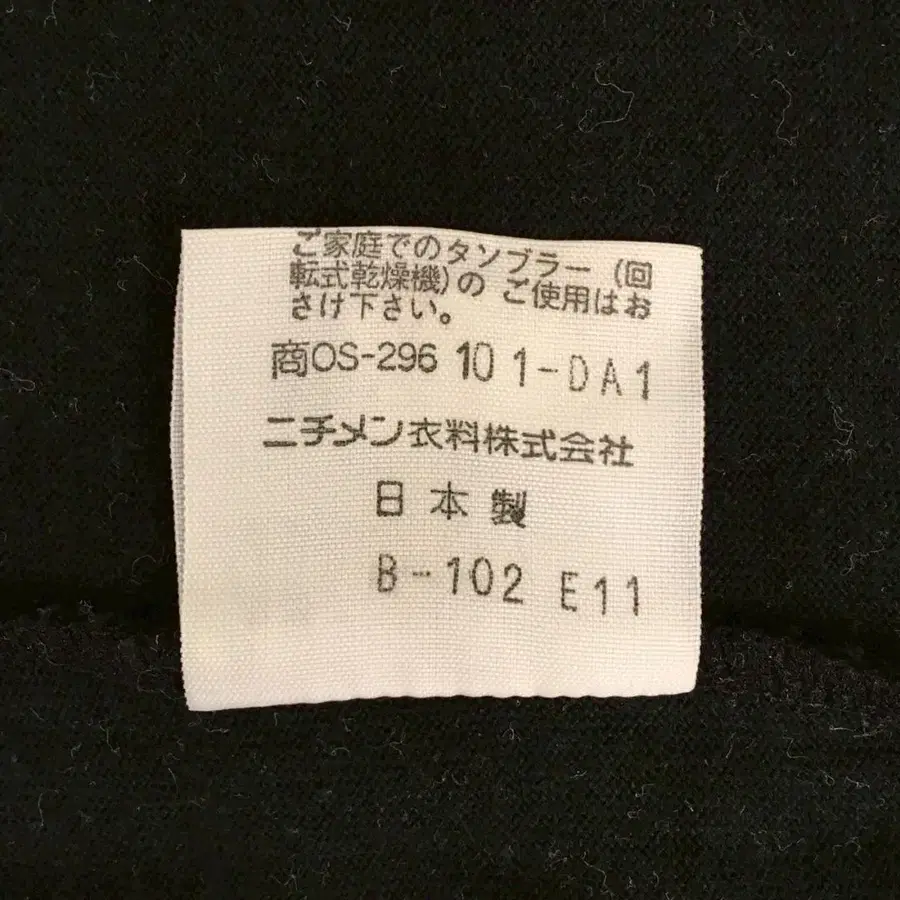 ご家庭でのタンブラー (回
転式乾燥機)の ご使用はお
さけ下さい。
商OS-296 10 1-DA1
ニチメン衣料株式会社
日本製
B-102 E11